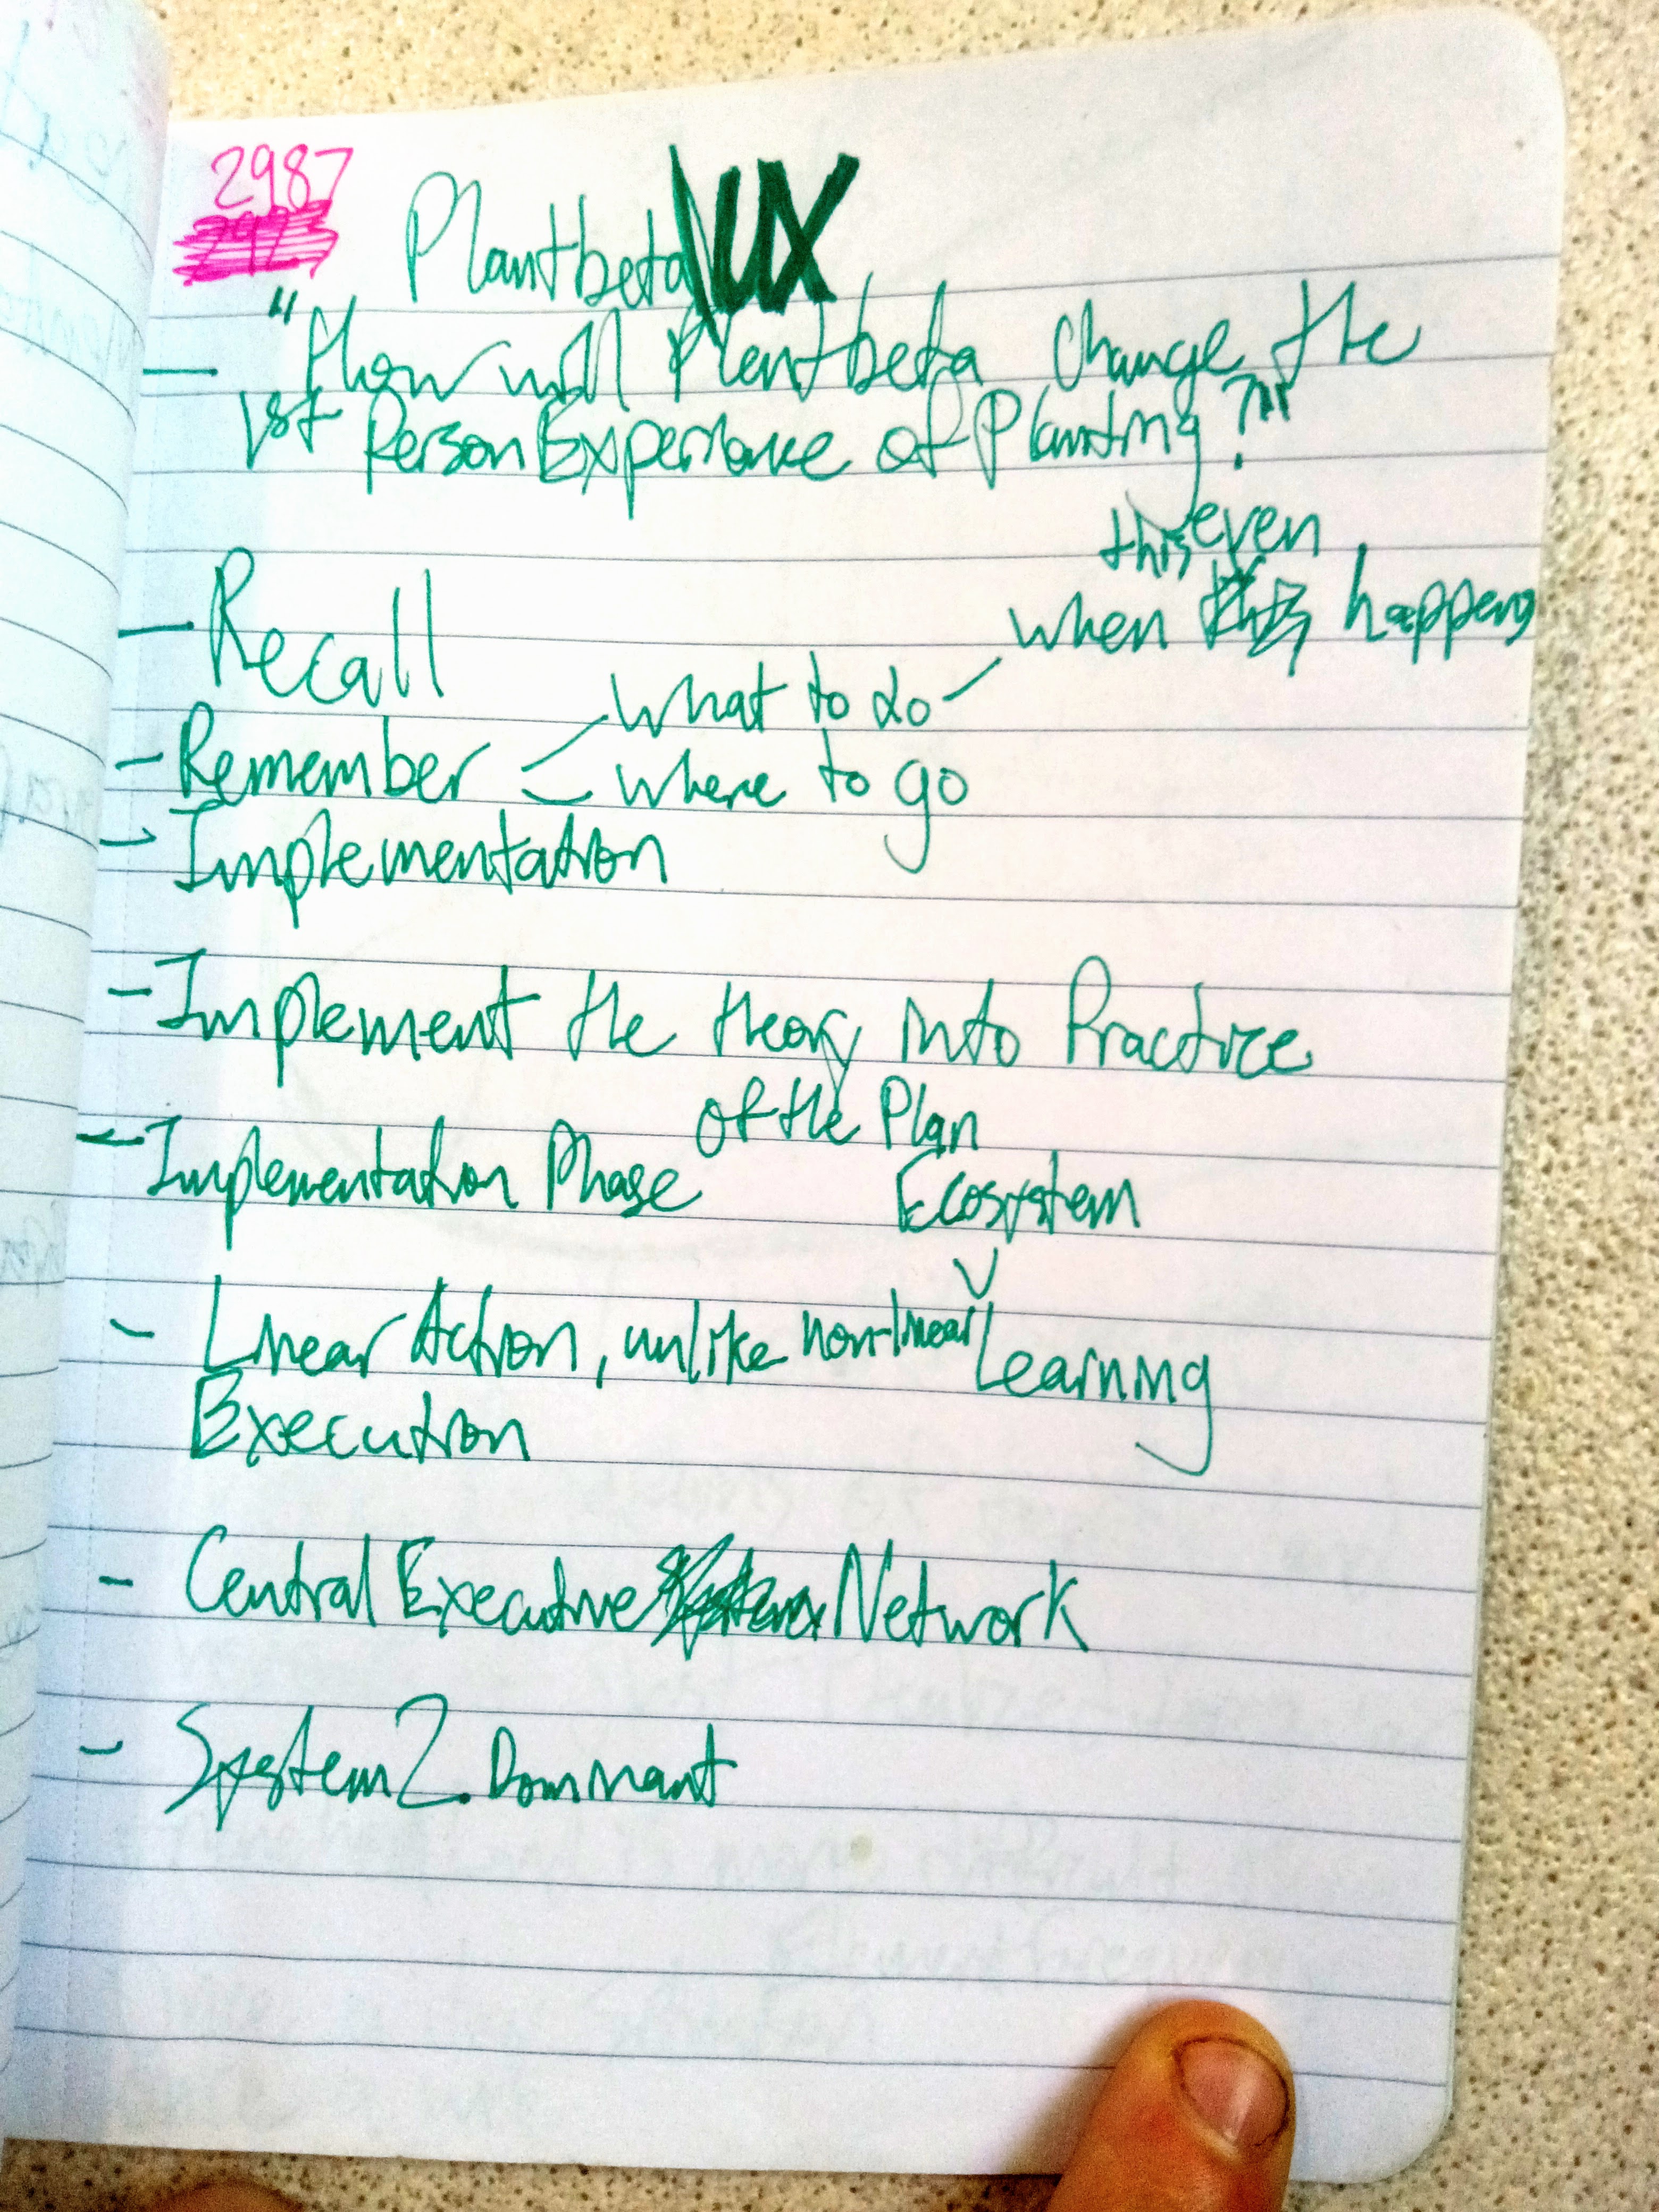 2987
Plantbeta\UX
— "How will Plantbeta change the
1st Person Experience of Planting?"
this even
when happens
— Recall
what to do –
– Remember < where to go
– Implementation
– Implement the theory into Practice
of the Plan
– Implementation Phase
Ecosystem
– Linear Action, unlike non-linear Learning
Execution
– Central Executive Network
– System 2. Dominant